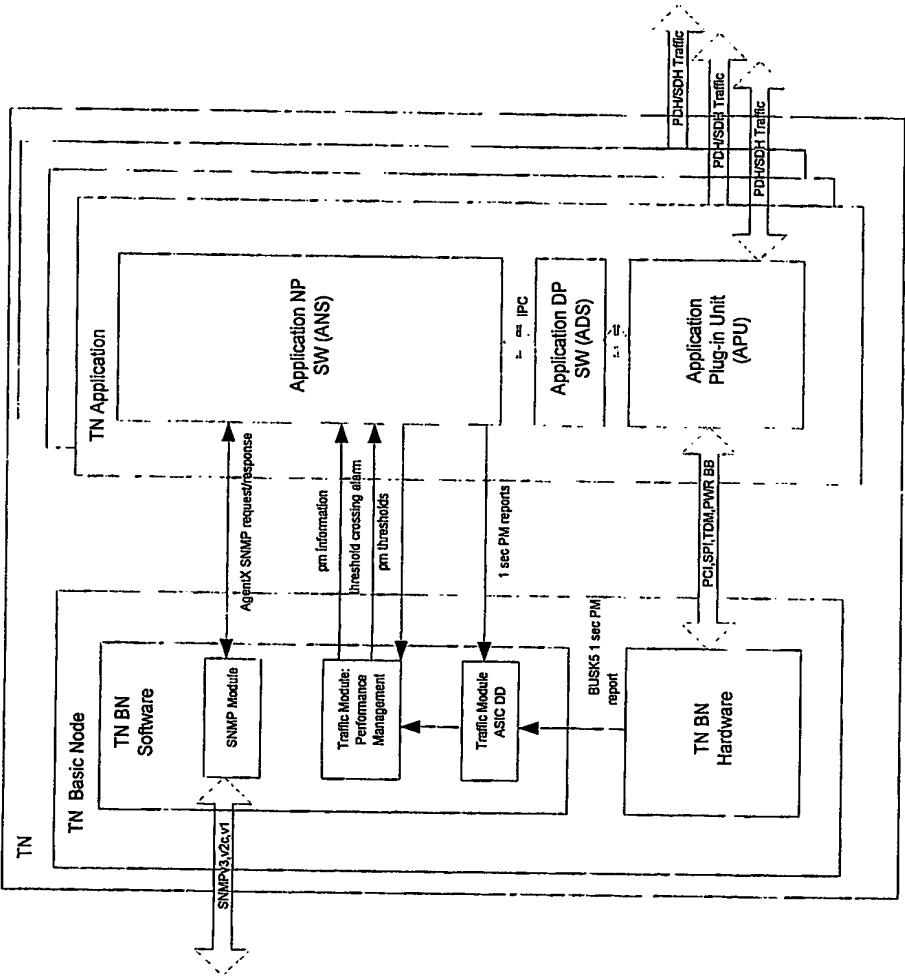 TN
TN Basic Node
TN BN
Software
SNMP Module
SNMPv3,v2c,v1
Traffic Module:
Performance
Management
Traffic Module
ASIC DD
BUSK5 1 sec PM
report
TN BN
Hardware
AgentX SNMP request/response
pm information
threshold crossing alarm
pm thresholds
1 sec PM reports
PCI,SPI,TDM,PWR BB
TN Application
Application NP
SW (ANS)
IPC
Application DP
SW (ADS)
Application
Plug-in Unit
(APU)
PDH/SDH Traffic
PDH/SDH Traffic
PDH/SDH Traffic